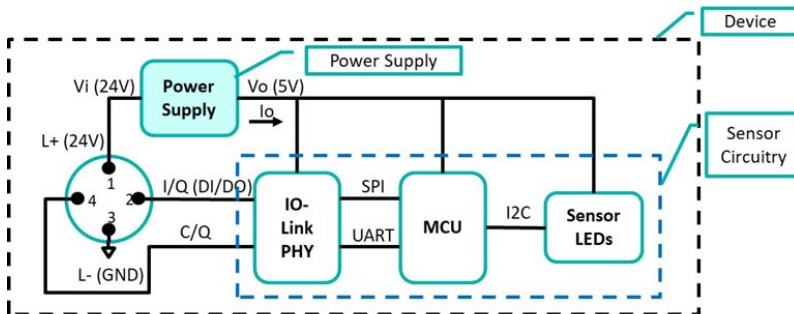 Device
Power Supply
Vi (24V)
Power
Supply
Vo (5V)
Io
L+ (24V)
Sensor
Circuitry
1
4
2
3
I/Q (DI/DO)
C/Q
L- (GND)
IO-
Link
PHY
SPI
UART
MCU
I2C
Sensor
LEDs